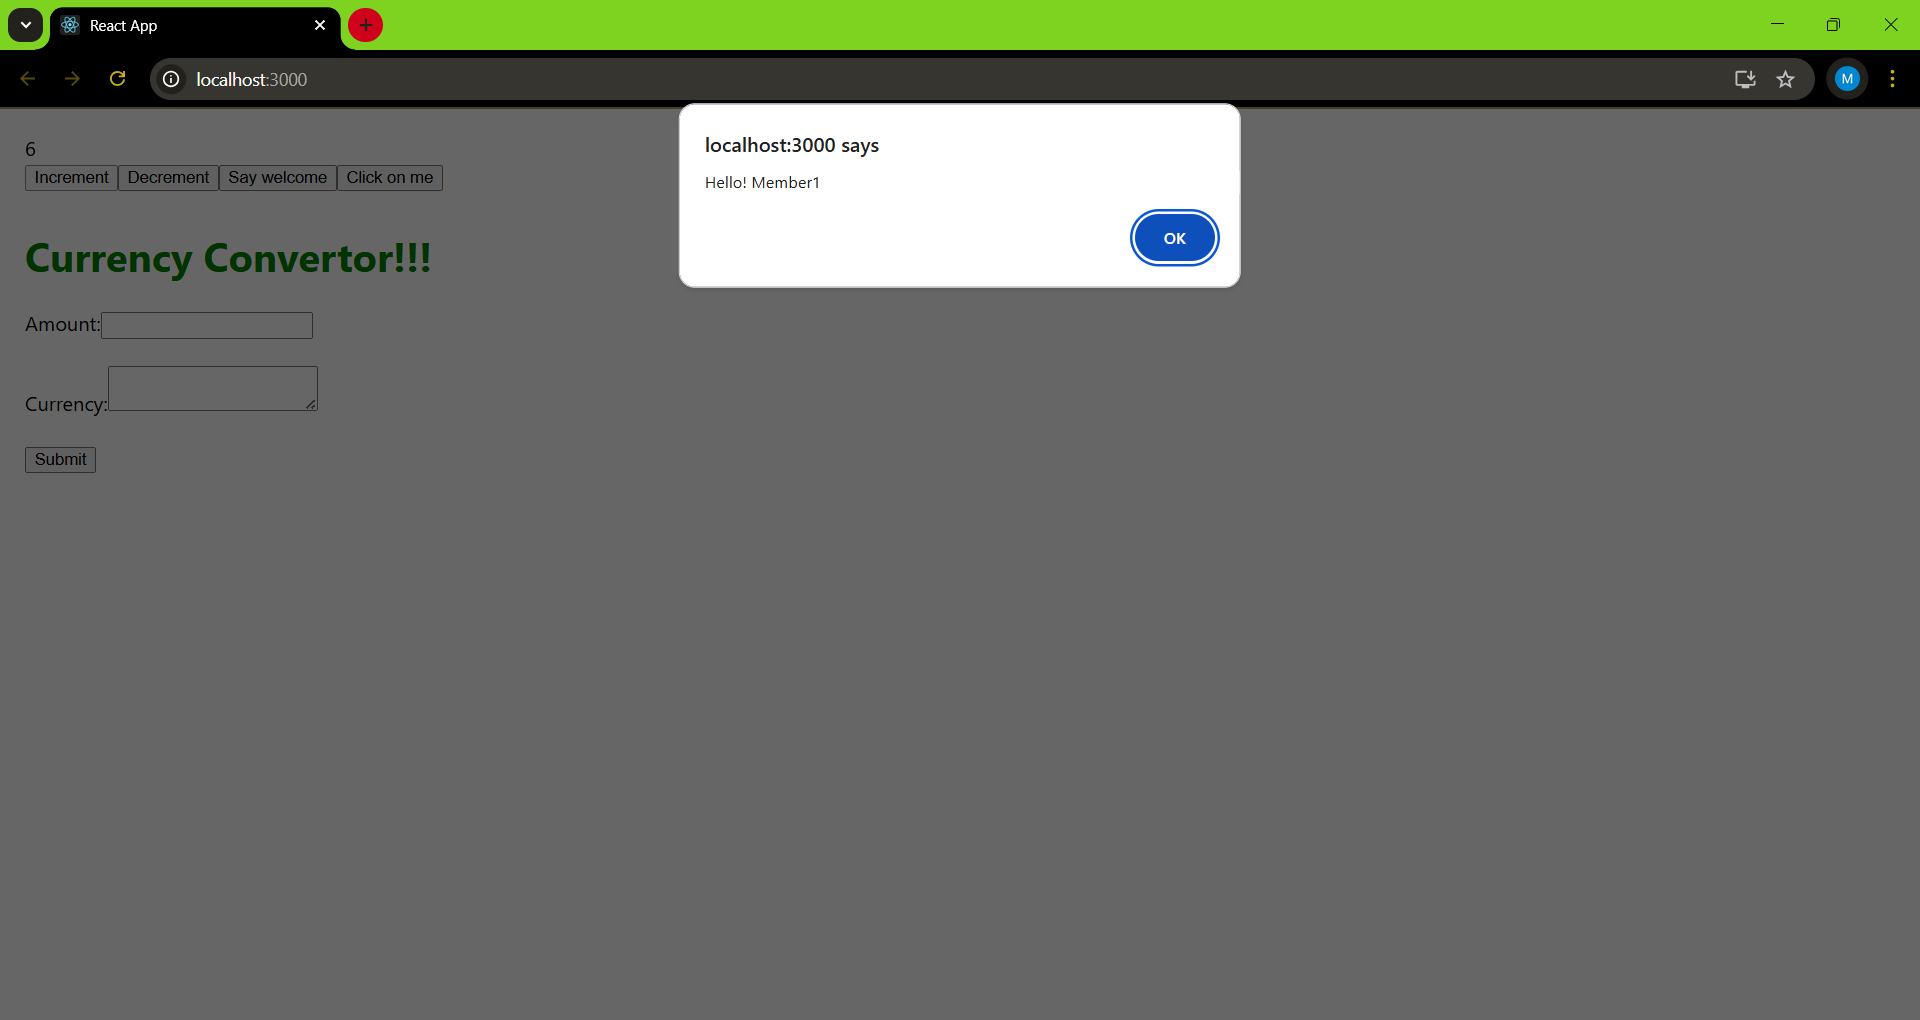 React App
localhost:3000
M
localhost:3000 says
Hello! Member1
OK
6
Increment Decrement Say welcome Click on me
Currency Convertor!!!
Amount:
Currency:
Submit